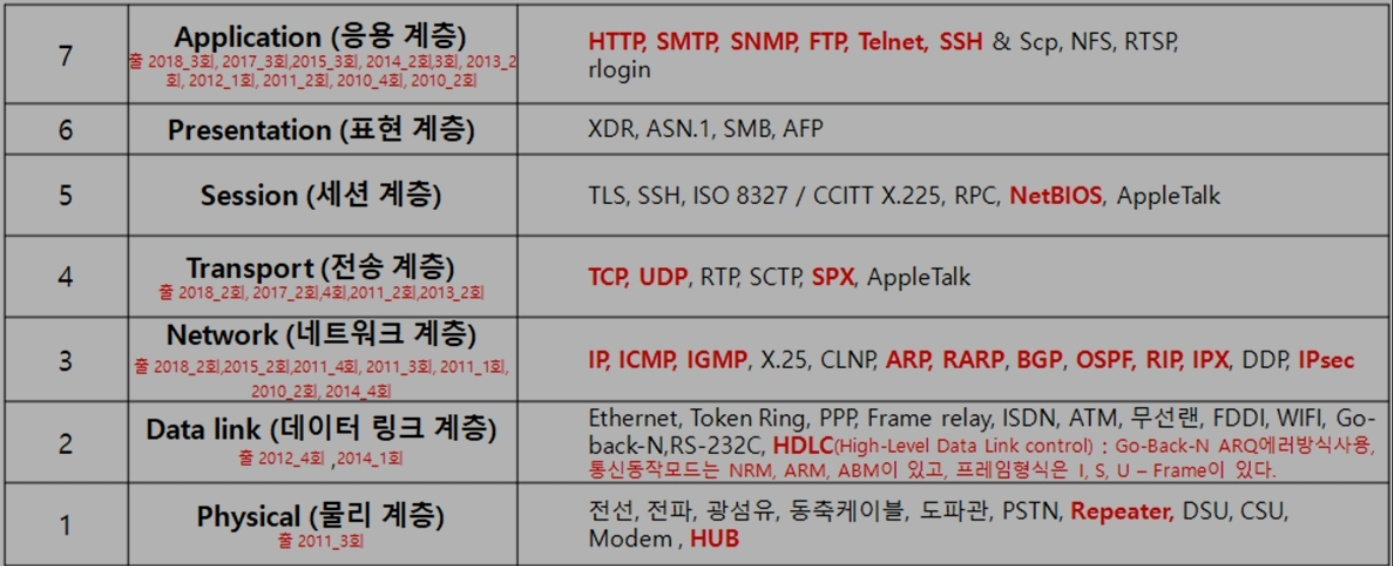 7
Application (응용 계층)
출 2018_3회, 2017_3회,2015_3회, 2014_2회,3회, 2013_2
회, 2012_1회, 2011_2회, 2010_4회, 2010_2회
HTTP, SMTP, SNMP, FTP, Telnet, SSH & Scp, NFS, RTSP,
rlogin
6
Presentation (표현 계층)
XDR, ASN.1, SMB, AFP
5
Session (세션 계층)
TLS, SSH, ISO 8327 / CCITT X.225, RPC, NetBIOS, AppleTalk
4
Transport (전송 계층)
출 2018_2회, 2017_2회,4회,2011_2회,2013_2회
TCP, UDP, RTP, SCTP, SPX, AppleTalk
3
Network (네트워크 계층)
출 2018_2회,2015_2회,2011_4회, 2011_3회, 2011_1회,
2010_2회, 2014_4회
IP, ICMP, IGMP, X.25, CLNP, ARP, RARP, BGP, OSPF, RIP, IPX, DDP, IPsec
2
Data link (데이터 링크 계층)
출 2012_4회 ,2014_1회
Ethernet, Token Ring, PPP, Frame relay, ISDN, ATM, 무선랜, FDDI, WIFI, Go-
back-N,RS-232C, HDLC(High-Level Data Link control) : Go-Back-N ARQ에러방식사용,
통신동작모드는 NRM, ARM, ABM이 있고, 프레임형식은 I, S, U – Frame이 있다.
1
Physical (물리 계층)
출 2011_3회
전선, 전파, 광섬유, 동축케이블, 도파관, PSTN, Repeater, DSU, CSU,
Modem , HUB